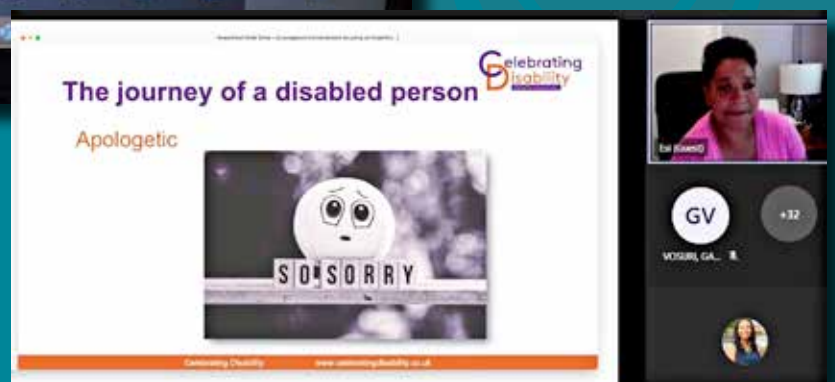 Celebrating
Disability
The journey of a disabled person
Apologetic
SO SORRY
Celebrating Disability www.celebratingdisability.co.uk
Esi (Guest)
GV
+32
VOSURI, GA...